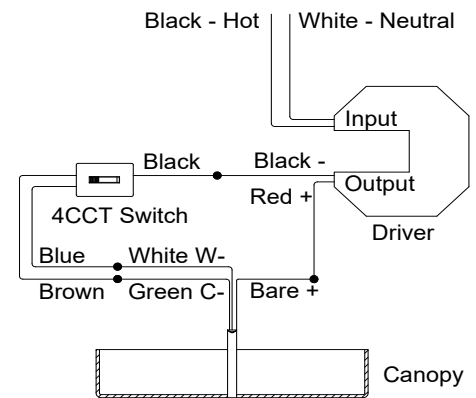 Black - Hot
White - Neutral
Input
Black
Black -
Output
Red +
4CCT Switch
Driver
Blue
White W-
Brown
Green C-
Bare +
Canopy